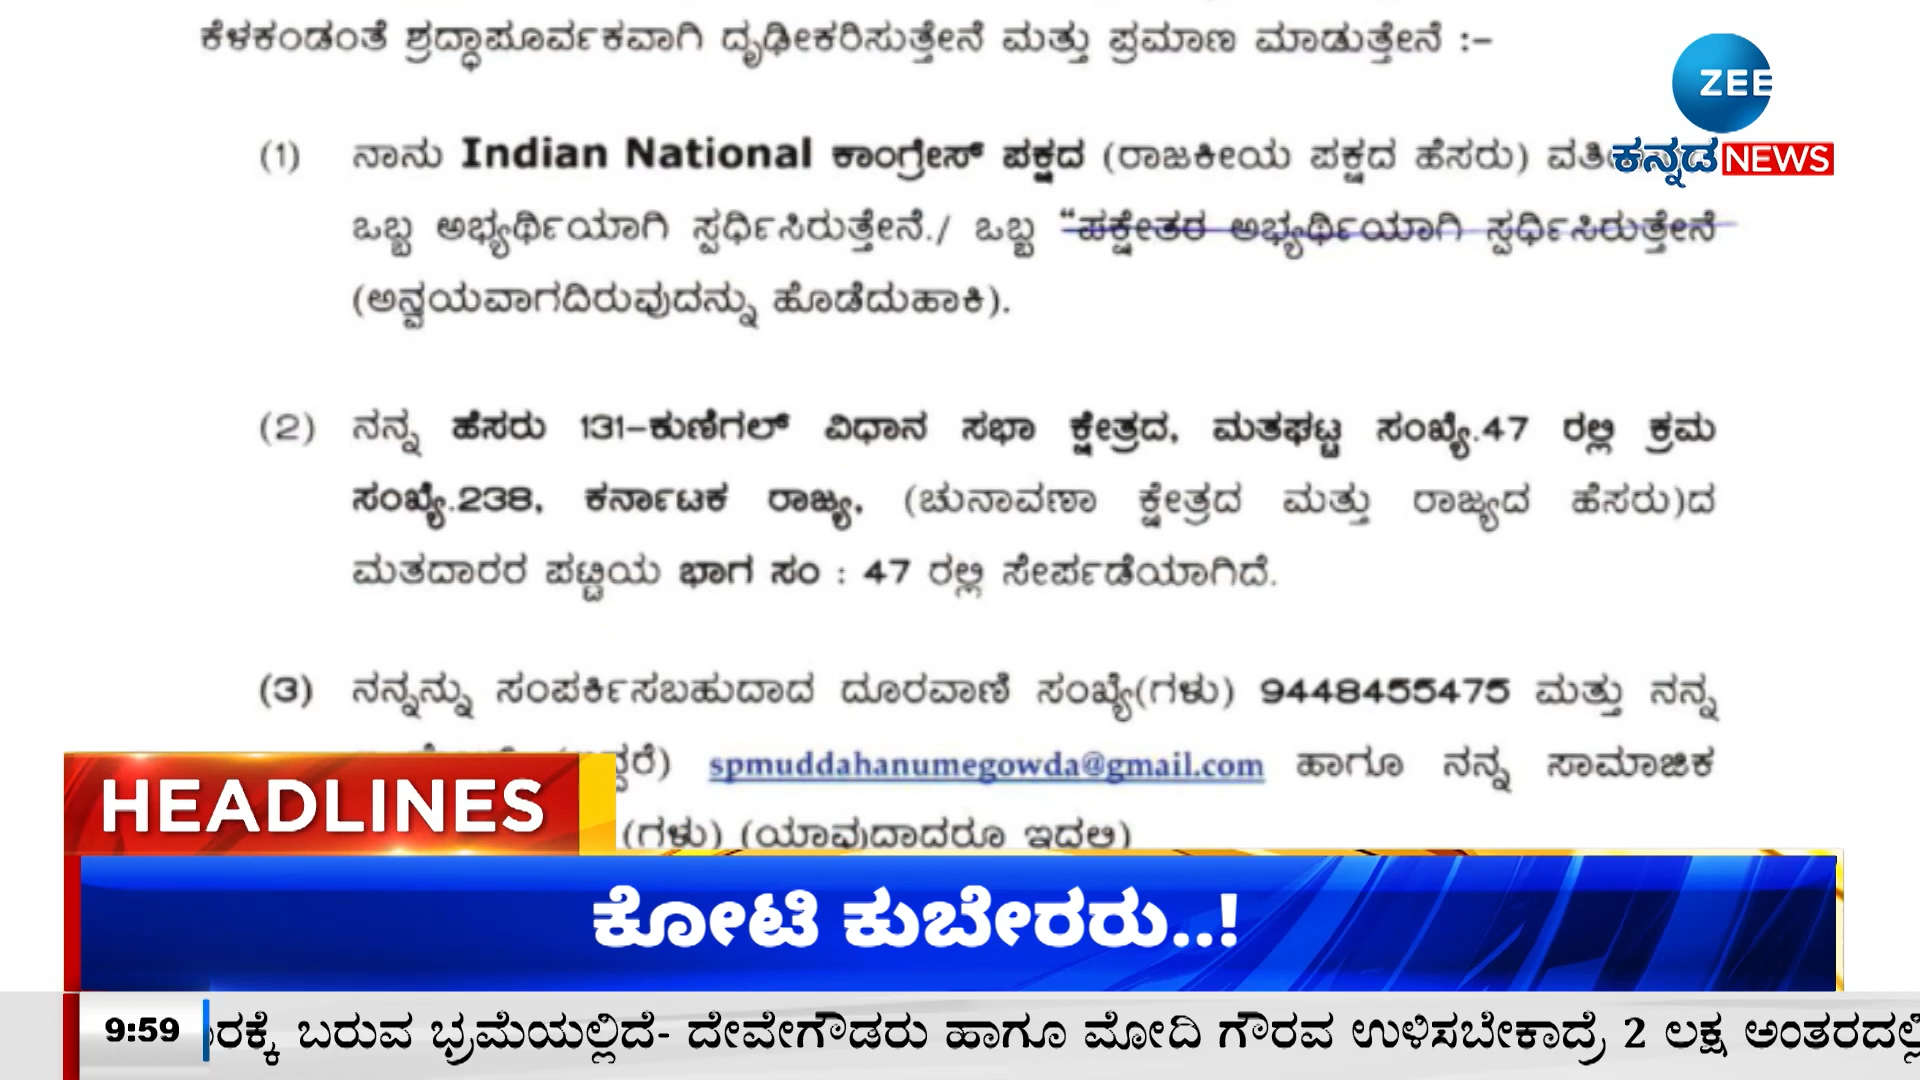 ಕೆಳಕಂಡಂತೆ ಶ್ರದ್ಧಾಪೂರ್ವಕವಾಗಿ ದೃಢೀಕರಿಸುತ್ತೇನೆ ಮತ್ತು ಪ್ರಮಾಣ ಮಾಡುತ್ತೇನೆ :–
ZEE
ಕನ್ನಡ NEWS
(1) ನಾನು Indian National ಕಾಂಗ್ರೇಸ್ ಪಕ್ಷದ (ರಾಜಕೀಯ ಪಕ್ಷದ ಹೆಸರು)
ಒಬ್ಬ ಅಭ್ಯರ್ಥಿಯಾಗಿ ಸ್ಪರ್ಧಿಸಿರುತ್ತೇನೆ./ ಒಬ್ಬ “ಪಕ್ಷೇತರ ಅಭ್ಯರ್ಥಿಯಾಗಿ ಸ್ಪರ್ಧಿಸಿರುತ್ತೇನೆ
(ಅನ್ವಯವಾಗದಿರುವುದನ್ನು ಹೊಡೆದುಹಾಕಿ).
(2) ನನ್ನ ಹೆಸರು 131–ಕುಣಿಗಲ್ ವಿಧಾನ ಸಭಾ ಕ್ಷೇತ್ರದ, ಮತಘಟ್ಟ ಸಂಖ್ಯೆ.47 ರಲ್ಲಿ ಕ್ರಮ
ಸಂಖ್ಯೆ.238, ಕರ್ನಾಟಕ ರಾಜ್ಯ, (ಚುನಾವಣಾ ಕ್ಷೇತ್ರದ ಮತ್ತು ರಾಜ್ಯದ ಹೆಸರು)ದ
ಮತದಾರರ ಪಟ್ಟಿಯ ಭಾಗ ಸಂ : 47 ರಲ್ಲಿ ಸೇರ್ಪಡೆಯಾಗಿದೆ.
(3) ನನ್ನನ್ನು ಸಂಪರ್ಕಿಸಬಹುದಾದ ದೂರವಾಣಿ ಸಂಖ್ಯೆ(ಗಳು) 9448455475 ಮತ್ತು ನನ್ನ
spmuddahanumegowda@gmail.com ಹಾಗೂ ನನ್ನ ಸಾಮಾಜಿಕ
(ಗಳು) (ಯಾವುದಾದರೂ ಇದ್ದಲ್ಲಿ)
HEADLINES
ಕೋಟಿ ಕುಬೇರರು..!
9:59 ಬರುವ ಭ್ರಮೆಯಲ್ಲಿದೆ- ದೇವೇಗೌಡರು ಹಾಗೂ ಮೋದಿ ಗೌರವ ಉಳಿಸಬೇಕಾದ್ರೆ 2 ಲಕ್ಷ ಅಂತರದಲ್ಲಿ